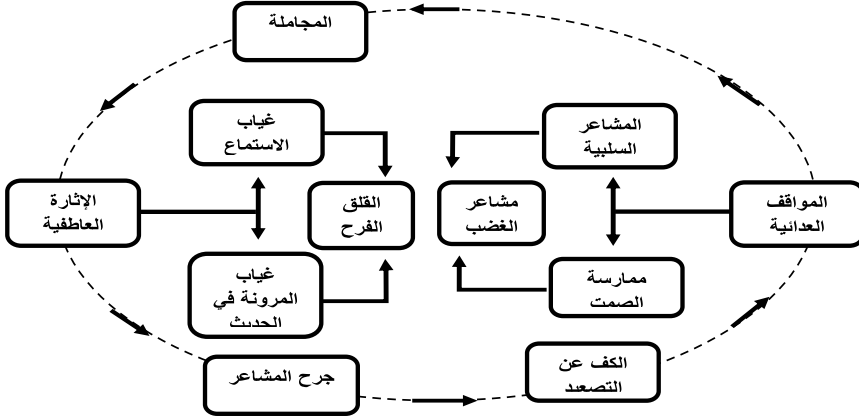 المجاملة
المشاعر
السلبية
غياب
الاستماع
المواقف
العدائية
مشاعر
الغضب
القلق
الفرح
الإثارة
العاطفية
ممارسة
الصمت
غياب
المرونة في
الحديث
الكف عن
التصعيد
جرح المشاعر